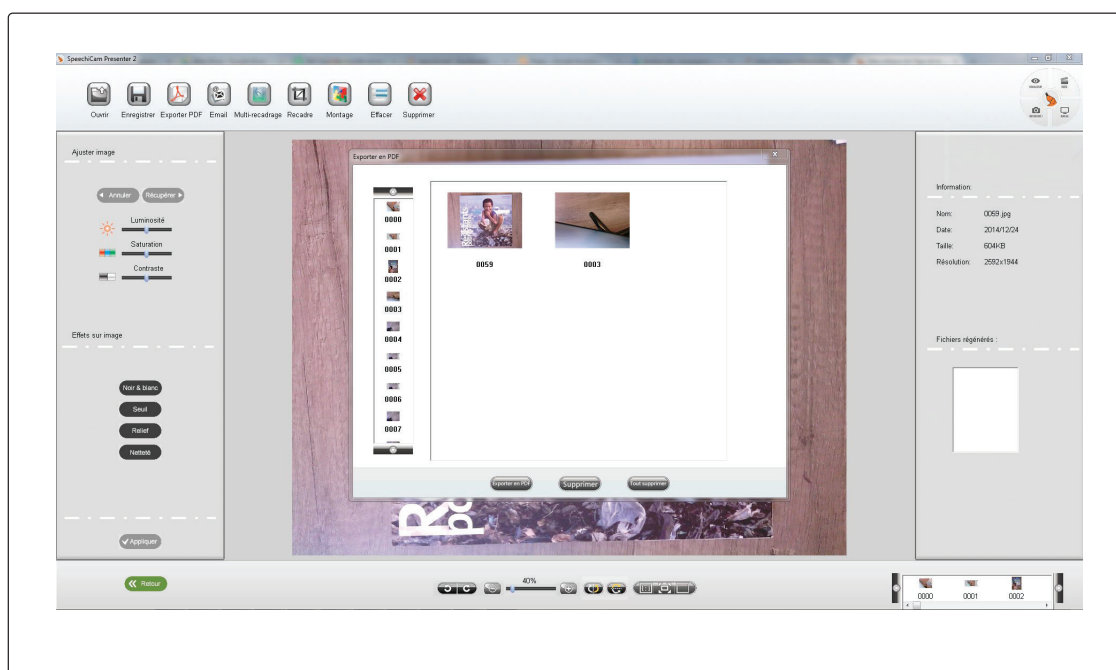 SpeechiCam Presenter 2
Ouvrir Enregistrer Exporter PDF Email Multi-recadrage Recadre Montage Effacer Supprimer
Ajuster image
Annuler Récupérer
Luminosité
Saturation
Contraste
Effets sur image
Noir & blanc
Seuil
Relief
Netteté
Appliquer
Retour
Exporter en PDF
0000
0001
0002
0003
0004
0005
0006
0007
0059 0003
Exporter en PDF Supprimer Tout supprimer
40%
Information:
Nom: 0059.jpg
Date: 2014/12/24
Taille: 604KB
Résolution: 2592x1944
Fichiers régénérés :
0000 0001 0002